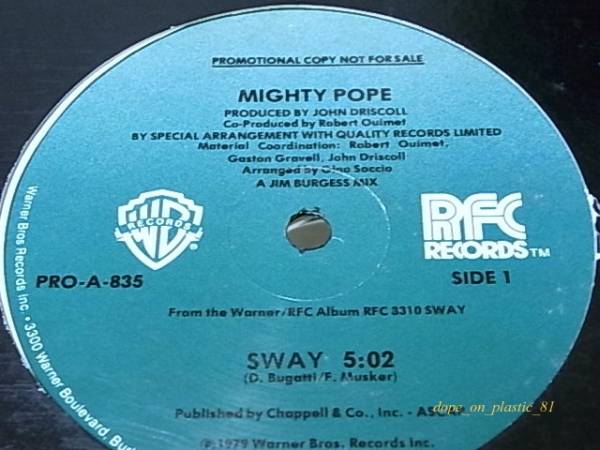 PROMOTIONAL COPY NOT FOR SALE
MIGHTY POPE
PRODUCED BY JOHN DRISCOLL
Co-Produced by Robert Ouimet
BY SPECIAL ARRANGEMENT WITH QUALITY RECORDS LIMITED
Material Coordination: Robert Ouimet,
Gaston Gravell, John Driscoll
Arranged by Gino Soccio
A JIM BURGESS MIX
WB RECORDS
RFC
RECORDS™
PRO-A-835
SIDE 1
From the Warner/RFC Album RFC 3310 SWAY
SWAY 5:02
(D. Bugatti/F. Musker)
Published by Chappell & Co., Inc. -
℗ 1979 Warner Bros. Records Inc.
Warner Bros Records Inc. • 3300 Warner Boulevard,
dope_on_plastic_81